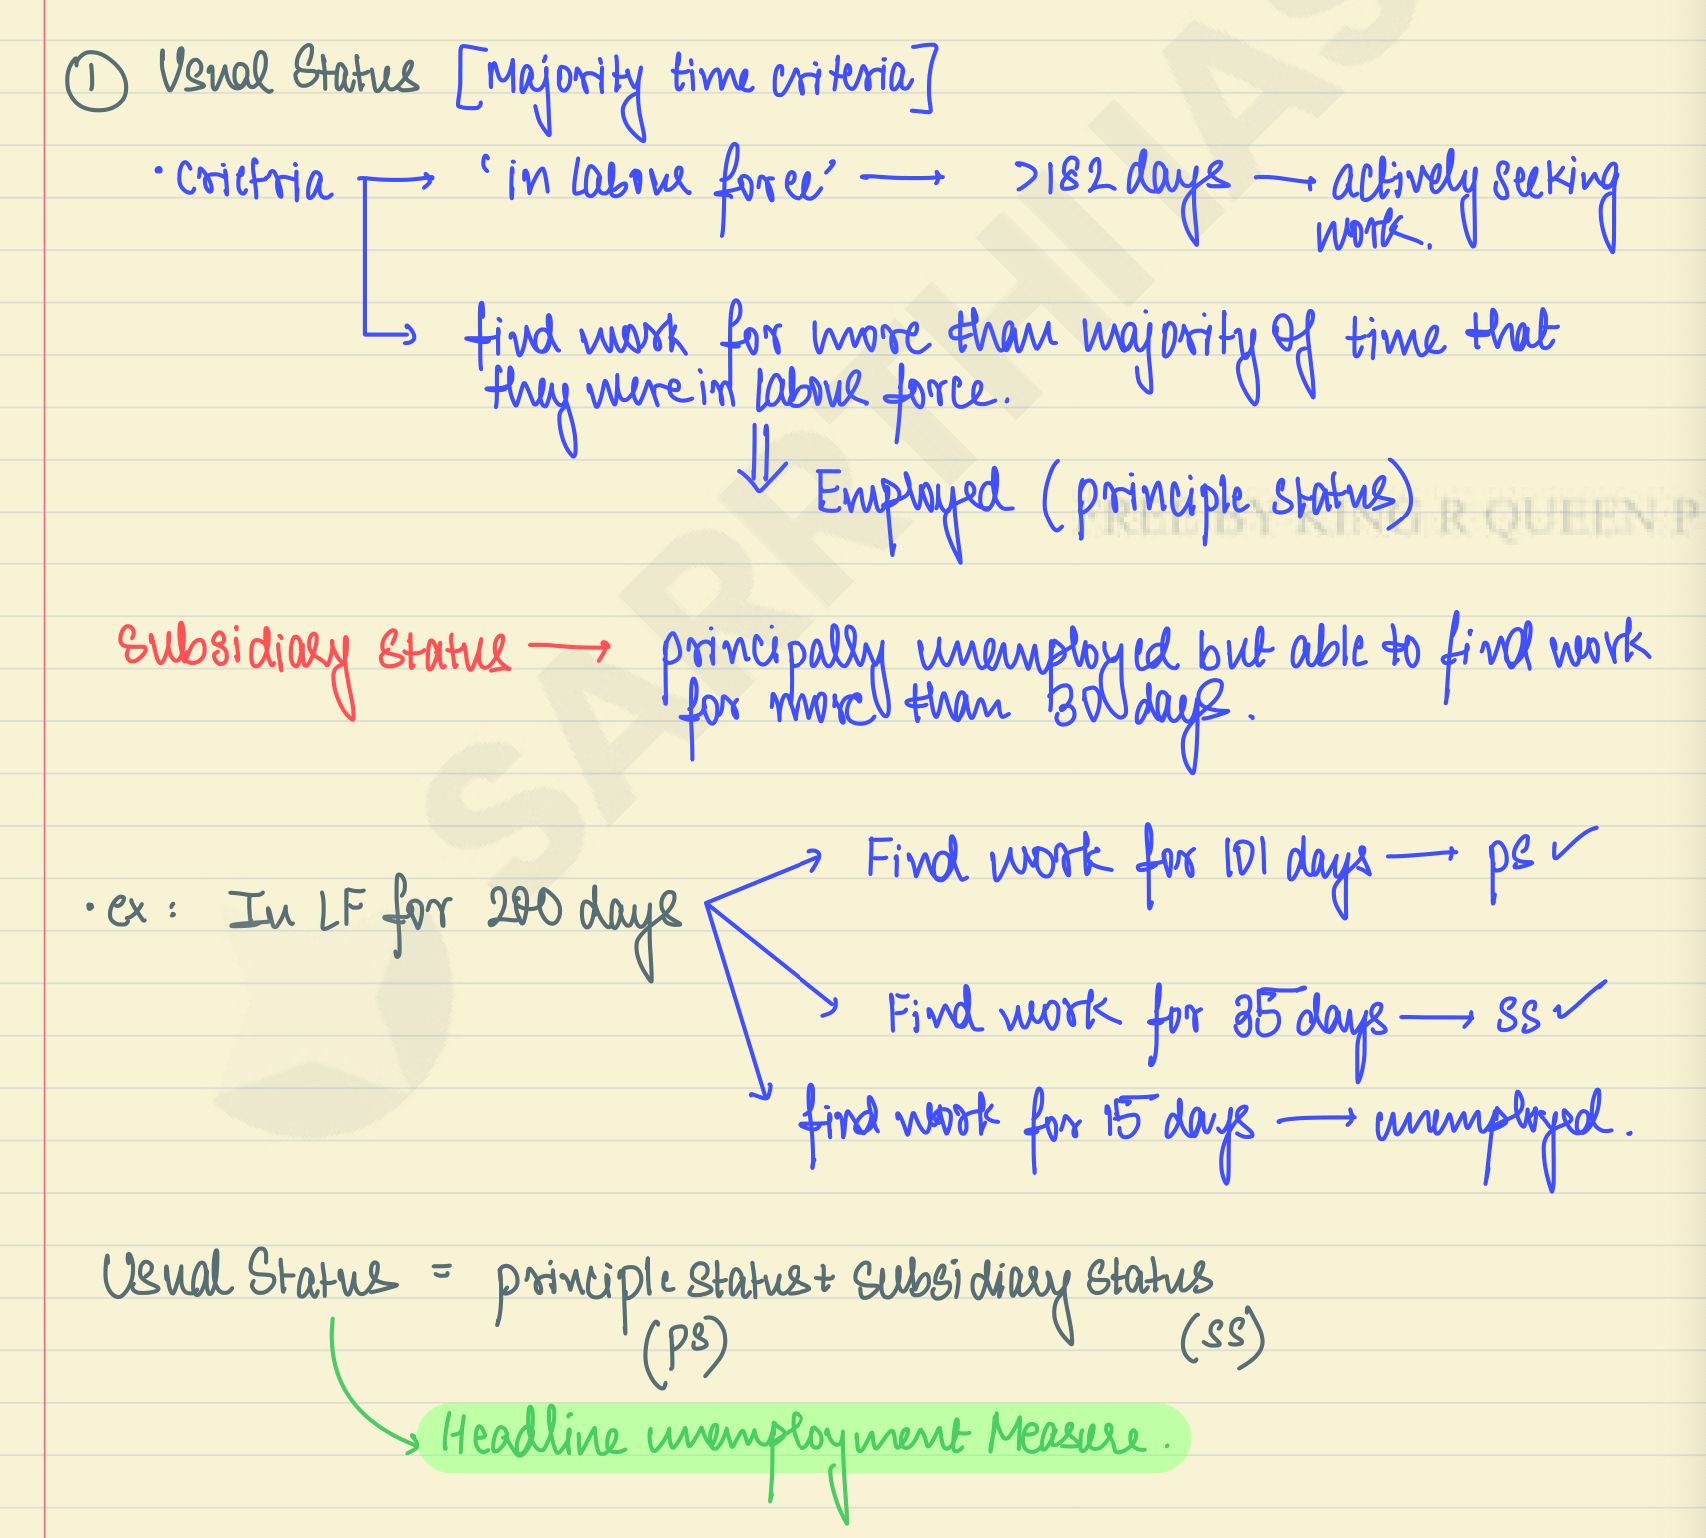 ① Usual Status [Majority time criteria]
• crietria → 'in labour force' → >182 days → actively seeking
work.
→ find work for more than majority of time that
they were in labour force.
⇓ Employed (principle status)
FREE BY KING R QUEEN P
Subsidiary Status → principally unemployed but able to find work
for more than 30 days.
• ex: In LF for 200 days → Find work for 101 days → PS ✓
→ Find work for 35 days → SS ✓
→ find work for 15 days → unemployed.
Usual Status = principle status + subsidiary status
(PS) (SS)
Headline unemployment Measure.
SARRTHI IAS